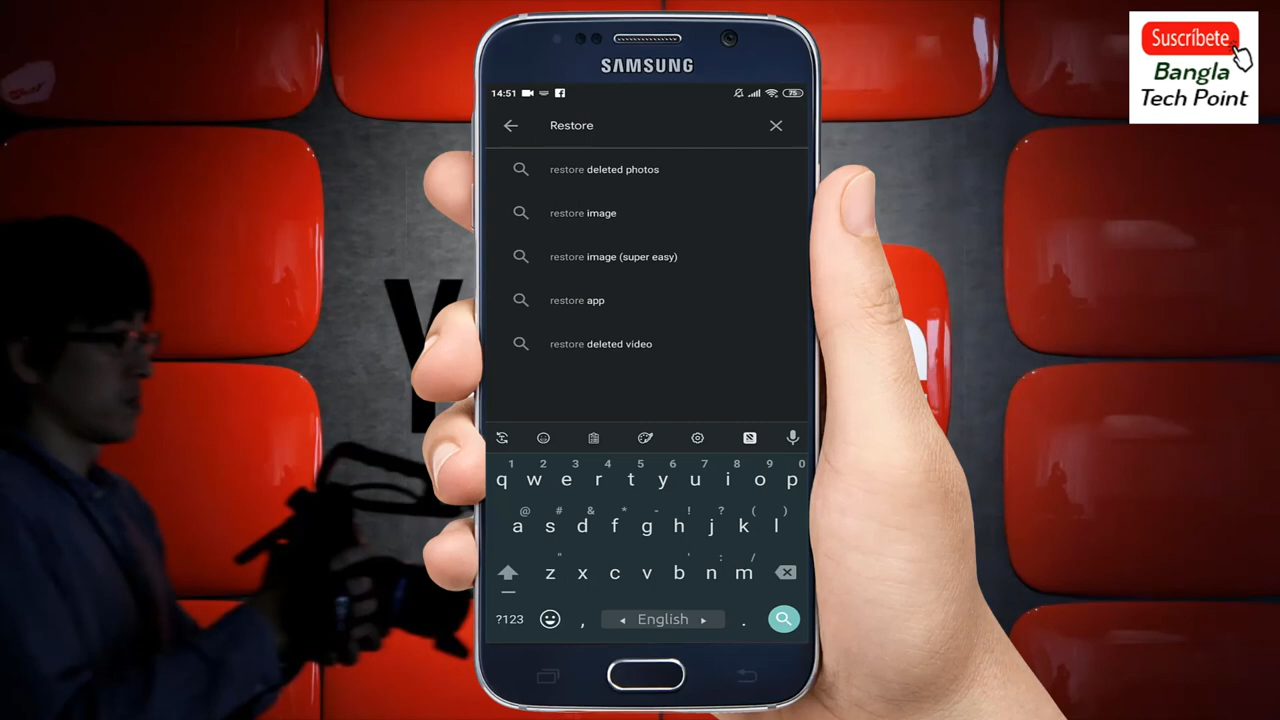 Suscríbete
Bangla
Tech Point
SAMSUNG
14:51
75
Restore
restore deleted photos
restore image
restore image (super easy)
restore app
restore deleted video
1 2 3 4 5 6 7 8 9 0
q w e r t y u i o p
@ # & * - ! ? ( )
a s d f g h j k l
" ' : /
z x c v b n m
?123 , English .
Y